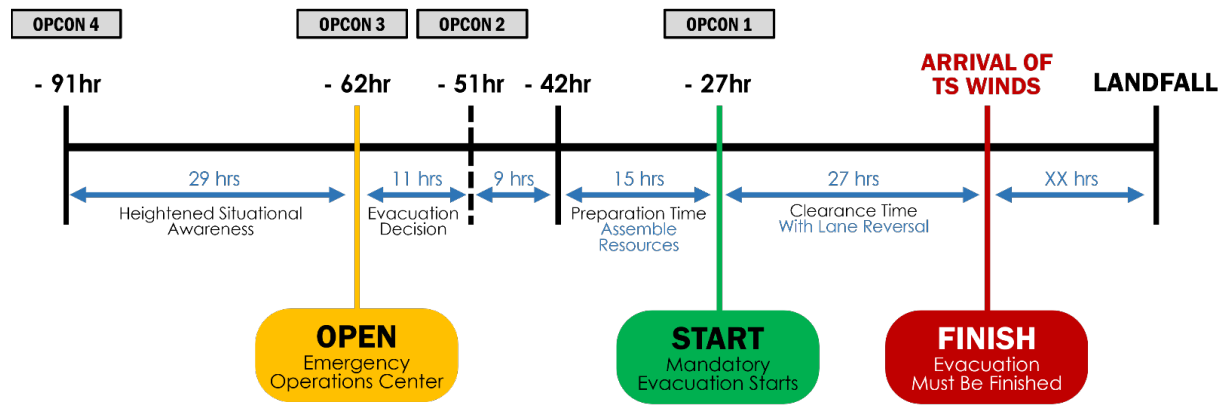 OPCON 4 OPCON 3 OPCON 2 OPCON 1
- 91hr - 62hr - 51hr - 42hr - 27hr ARRIVAL OF
TS WINDS LANDFALL
29 hrs 11 hrs 9 hrs 15 hrs 27 hrs XX hrs
Heightened Situational
Awareness
Evacuation
Decision
Preparation Time
Assemble
Resources
Clearance Time
With Lane Reversal
OPEN
Emergency
Operations Center
START
Mandatory
Evacuation Starts
FINISH
Evacuation
Must Be Finished